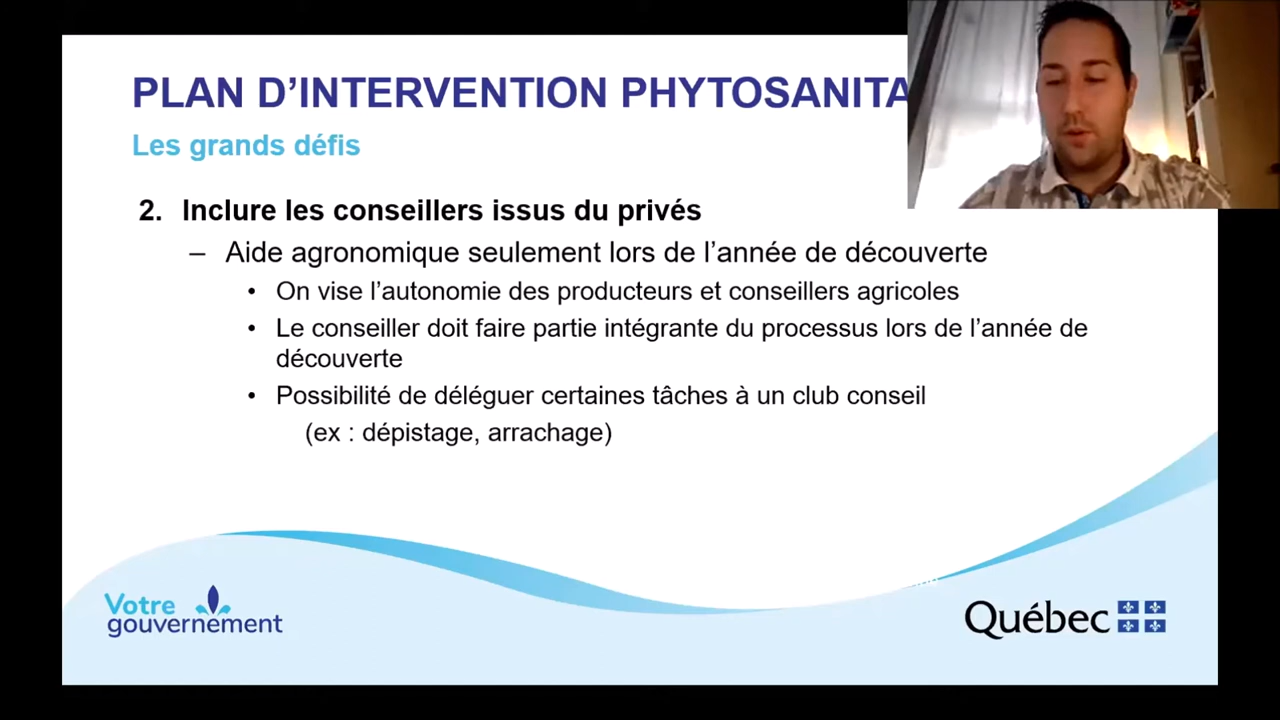 PLAN D'INTERVENTION PHYTOSANITA
Les grands défis
2. Inclure les conseillers issus du privés
– Aide agronomique seulement lors de l'année de découverte
• On vise l'autonomie des producteurs et conseillers agricoles
• Le conseiller doit faire partie intégrante du processus lors de l'année de
découverte
• Possibilité de déléguer certaines tâches à un club conseil
(ex : dépistage, arrachage)
Votre
gouvernement
Québec